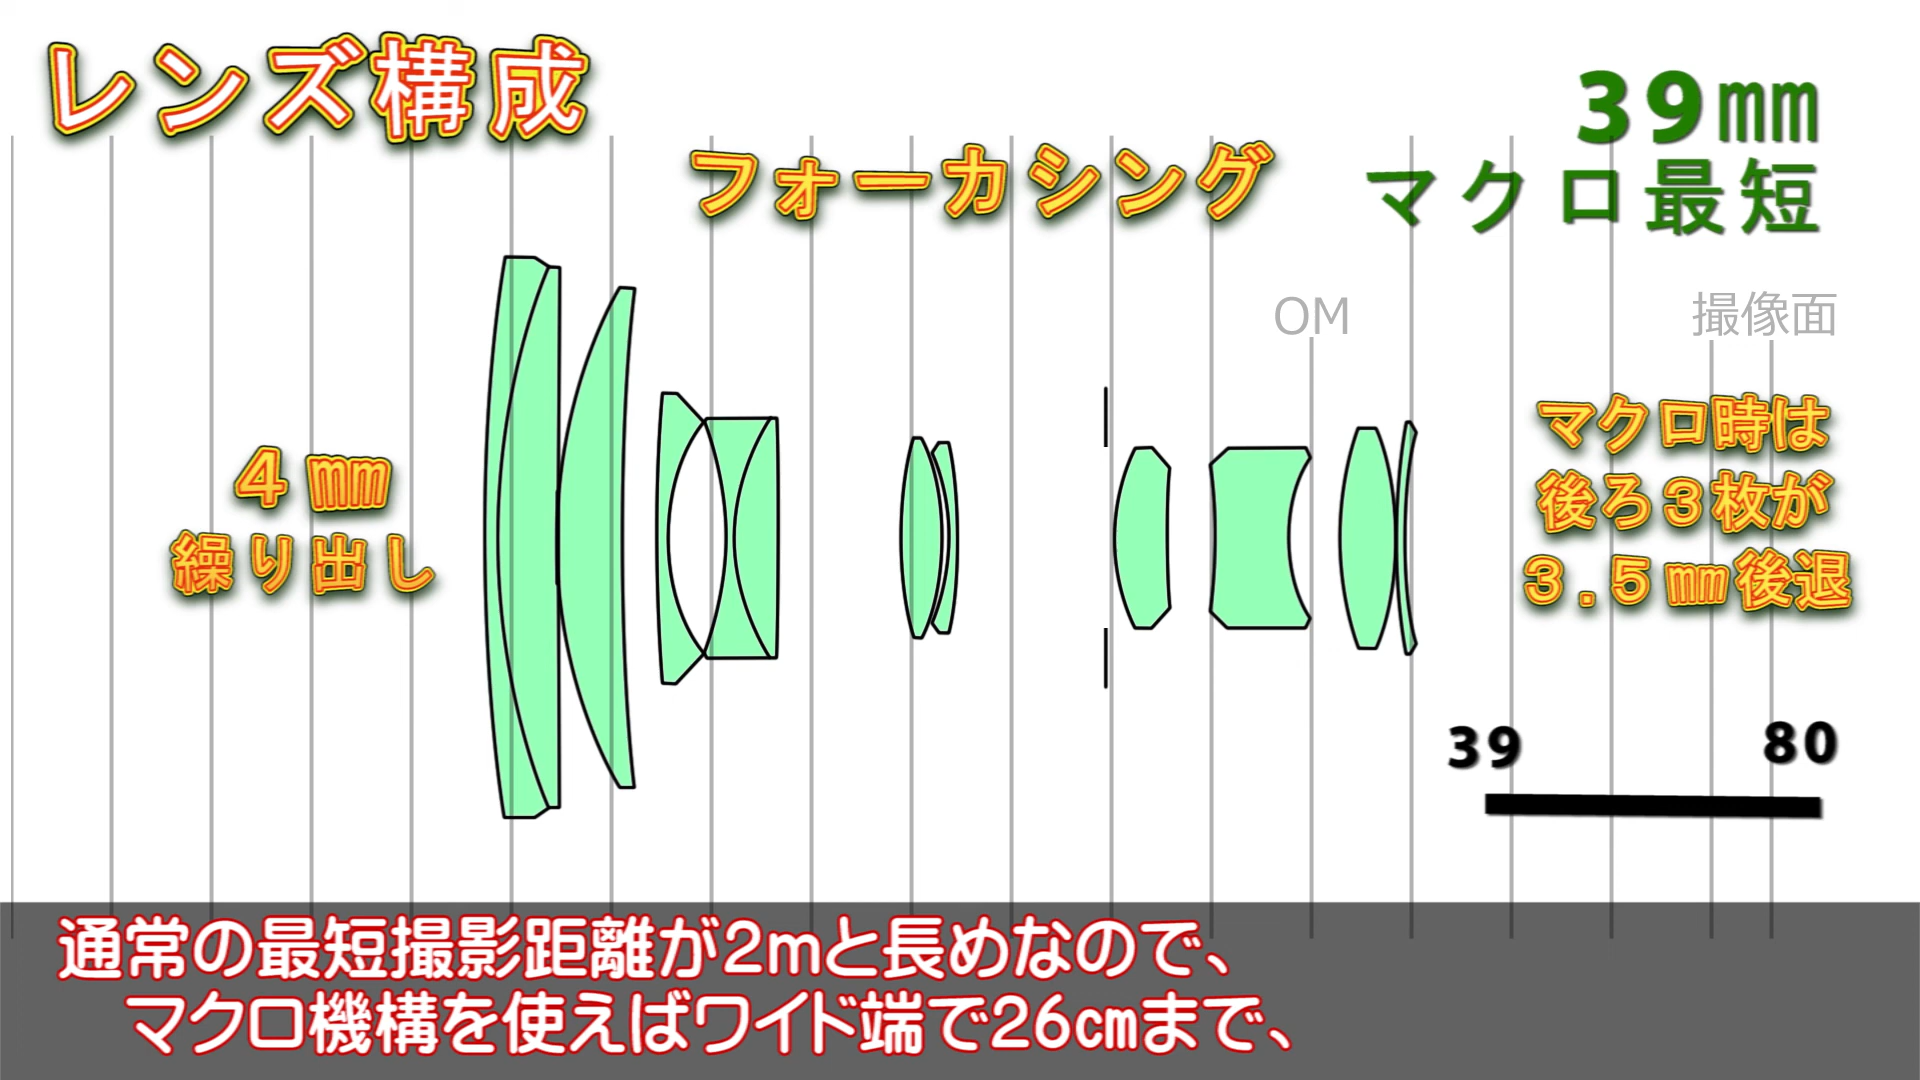 レンズ構成
フォーカシング
39㎜
マクロ最短
OM
撮像面
4㎜
繰り出し
マクロ時は
後ろ3枚が
3.5㎜後退
39
80
通常の最短撮影距離が2mと長めなので、
マクロ機構を使えばワイド端で26㎝まで、